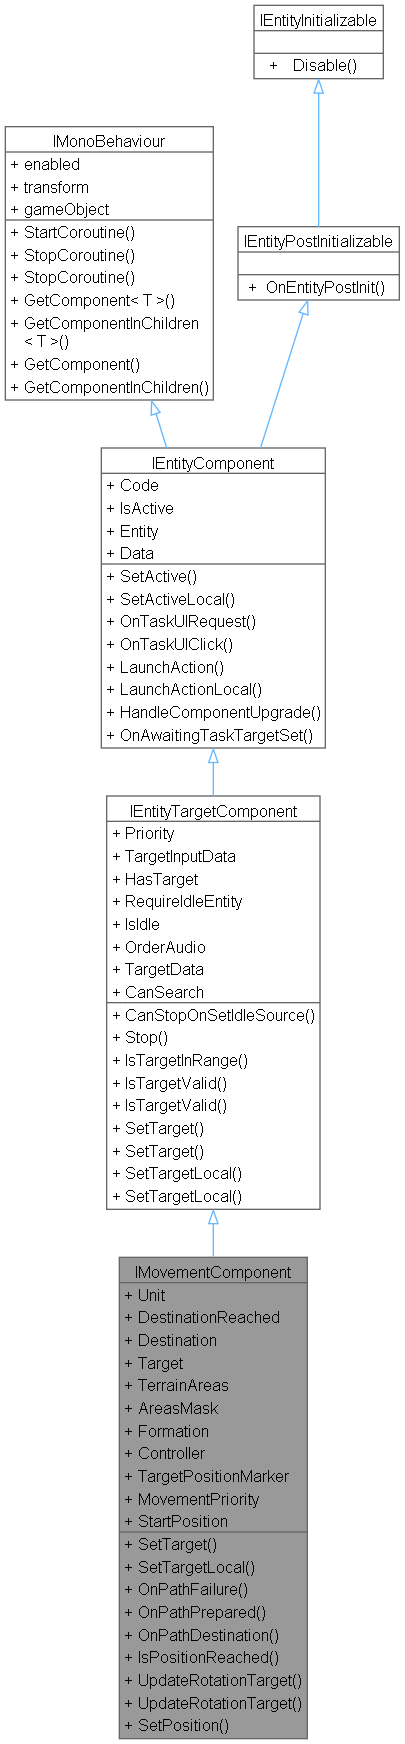 IEntityInitializable
+ Disable()
IMonoBehaviour
+ enabled
+ transform
+ gameObject
+ StartCoroutine()
+ StopCoroutine()
+ StopCoroutine()
+ GetComponent< T >()
+ GetComponentInChildren
< T >()
+ GetComponent()
+ GetComponentInChildren()
IEntityPostInitializable
+ OnEntityPostInit()
IEntityComponent
+ Code
+ IsActive
+ Entity
+ Data
+ SetActive()
+ SetActiveLocal()
+ OnTaskUIRequest()
+ OnTaskUIClick()
+ LaunchAction()
+ LaunchActionLocal()
+ HandleComponentUpgrade()
+ OnAwaitingTaskTargetSet()
IEntityTargetComponent
+ Priority
+ TargetInputData
+ HasTarget
+ RequireIdleEntity
+ IsIdle
+ OrderAudio
+ TargetData
+ CanSearch
+ CanStopOnSetIdleSource()
+ Stop()
+ IsTargetInRange()
+ IsTargetValid()
+ IsTargetValid()
+ SetTarget()
+ SetTarget()
+ SetTargetLocal()
+ SetTargetLocal()
IMovementComponent
+ Unit
+ DestinationReached
+ Destination
+ Target
+ TerrainAreas
+ AreasMask
+ Formation
+ Controller
+ TargetPositionMarker
+ MovementPriority
+ StartPosition
+ SetTarget()
+ SetTargetLocal()
+ OnPathFailure()
+ OnPathPrepared()
+ OnPathDestination()
+ IsPositionReached()
+ UpdateRotationTarget()
+ UpdateRotationTarget()
+ SetPosition()